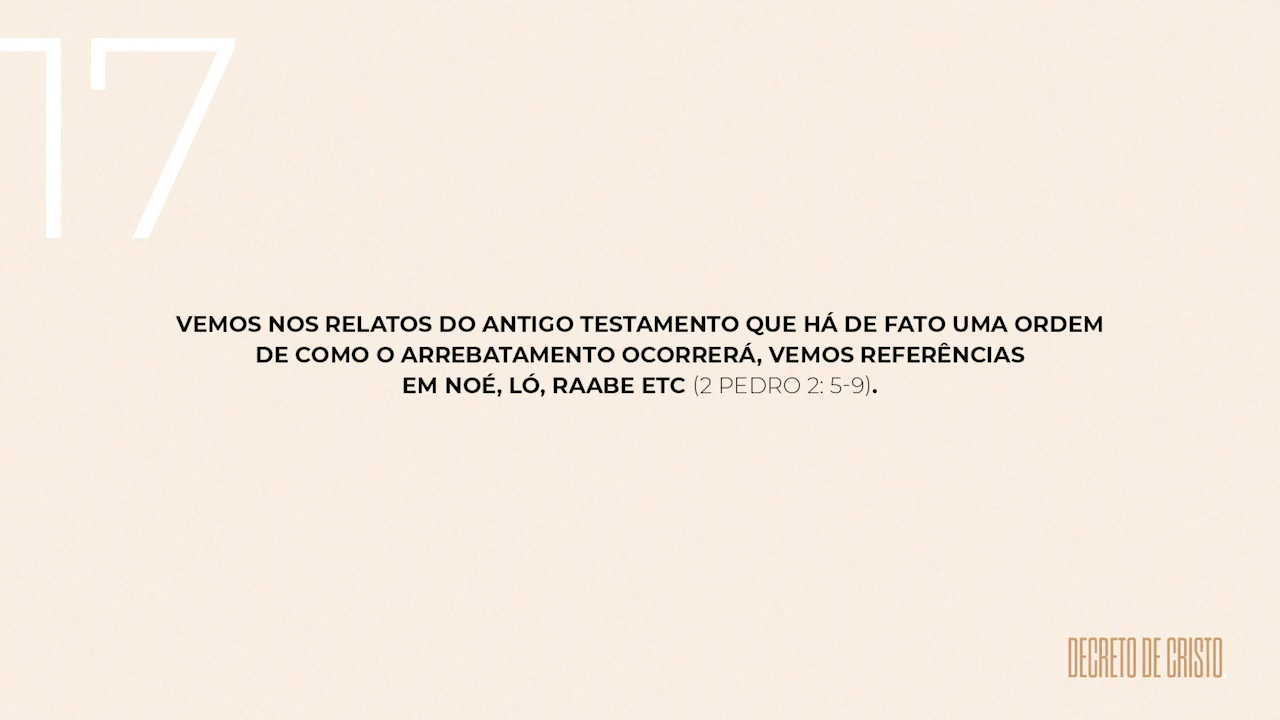 17
VEMOS NOS RELATOS DO ANTIGO TESTAMENTO QUE HÁ DE FATO UMA ORDEM
DE COMO O ARREBATAMENTO OCORRERÁ, VEMOS REFERÊNCIAS
EM NOÉ, LÓ, RAABE ETC (2 PEDRO 2: 5-9).
DECRETO DE CRISTO